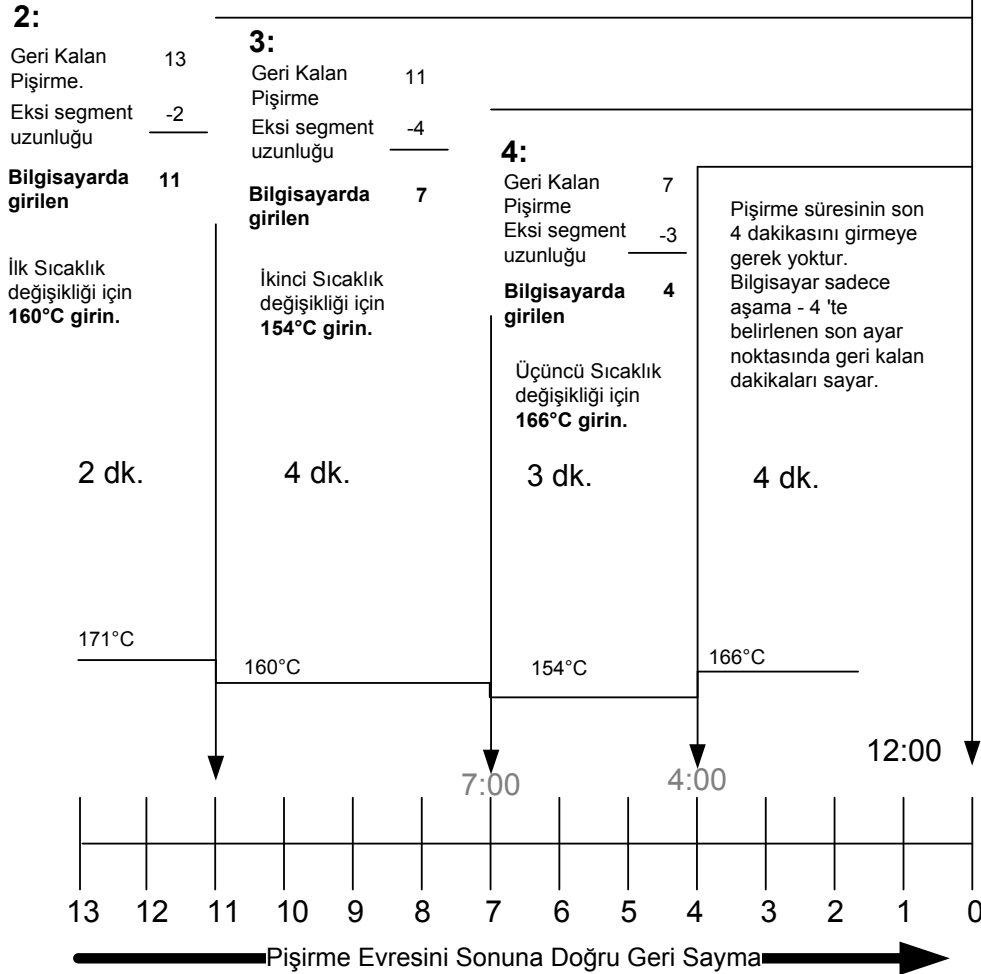 2:
Geri Kalan
Pişirme.
13
Eksi segment
uzunluğu
-2
Bilgisayarda
girilen
11
İlk Sıcaklık
değişikliği için
160°C girin.
3:
Geri Kalan
Pişirme
11
Eksi segment
uzunluğu
-4
Bilgisayarda
girilen
7
İkinci Sıcaklık
değişikliği için
154°C girin.
4:
Geri Kalan
Pişirme
7
Eksi segment
uzunluğu
-3
Bilgisayarda
girilen
4
Üçüncü Sıcaklık
değişikliği için
166°C girin.
Pişirme süresinin son
4 dakikasını girmeye
gerek yoktur.
Bilgisayar sadece
aşama - 4 'te
belirlenen son ayar
noktasında geri kalan
dakikaları sayar.
2 dk.
4 dk.
3 dk.
4 dk.
171°C
160°C
154°C
166°C
7:00
4:00
12:00
13 12 11 10 9 8 7 6 5 4 3 2 1 0
Pişirme Evresini Sonuna Doğru Geri Sayma